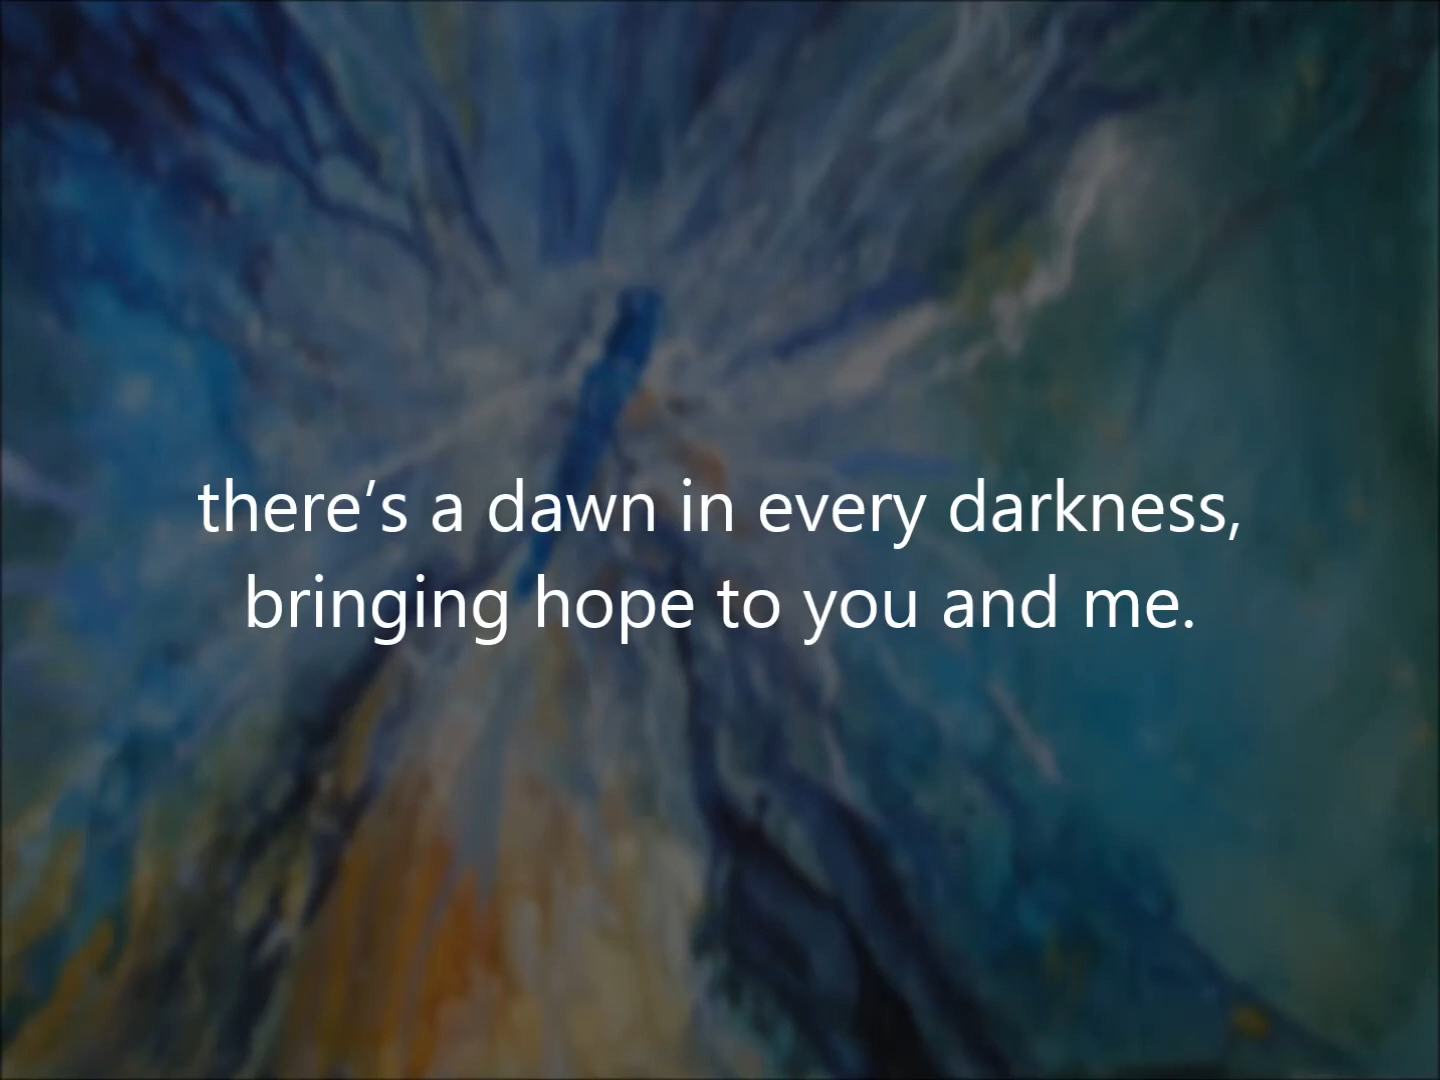 there’s a dawn in every darkness,
bringing hope to you and me.